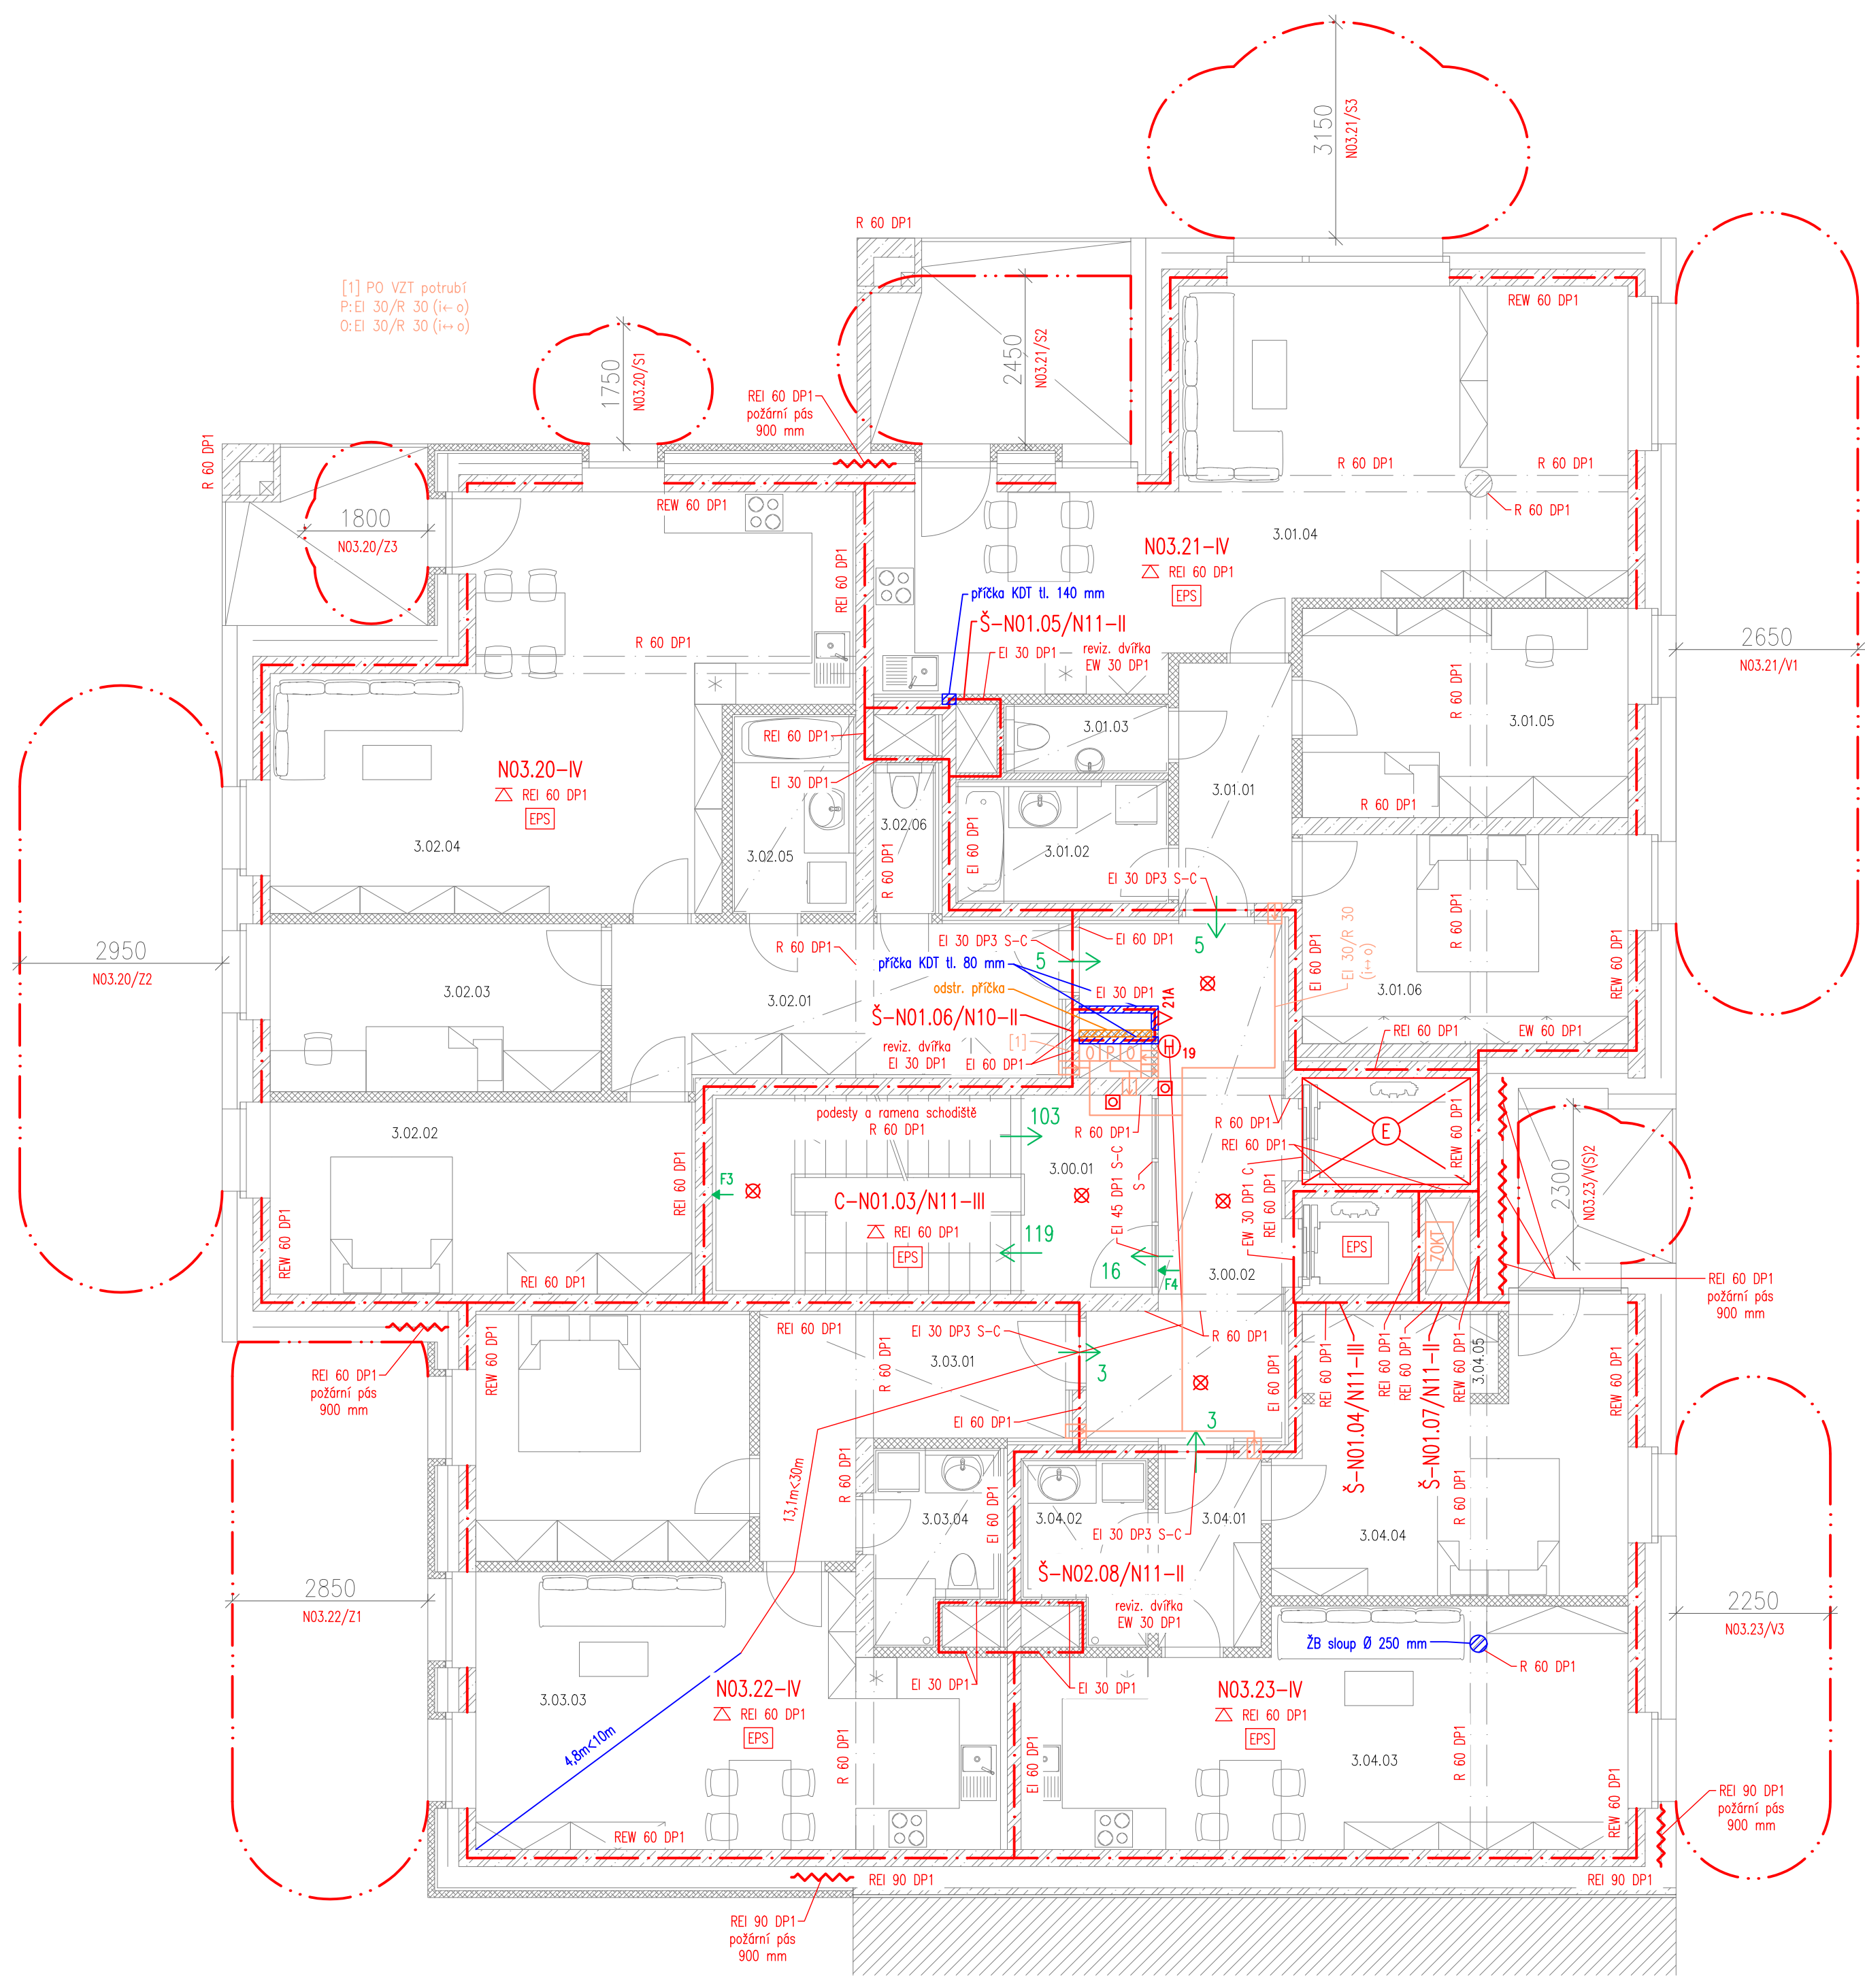 3150
N03.21/S3
R 60 DP1
[1] PO VZT potrubí
P:EI 30/R 30 (i←o)
O:EI 30/R 30 (i↔o)
REW 60 DP1
2450
N03.21/S2
1750
N03.20/S1
REI 60 DP1
požární pás
900 mm
R 60 DP1
R 60 DP1
R 60 DP1
R 60 DP1
REW 60 DP1
1800
N03.20/Z3
3.01.04
N03.21-IV
REI 60 DP1
EPS
REI 60 DP1
příčka KDT tl. 140 mm
Š-N01.05/N11-II
R 60 DP1
EI 30 DP1
reviz. dvířka
EW 30 DP1
2650
N03.21/V1
R 60 DP1
3.01.05
3.01.03
REI 60 DP1
N03.20-IV
REI 60 DP1
EPS
EI 30 DP1
3.01.01
R 60 DP1
3.02.06
3.02.04
3.02.05
EI 60 DP1
3.01.02
R 60 DP1
EI 30 DP3 S-C
R 60 DP1
EI 30/R 30
(i↔o)
2950
N03.20/Z2
R 60 DP1
EI 30 DP3 S-C
EI 60 DP1
5
5
příčka KDT tl. 80 mm
EI 60 DP1
REW 60 DP1
odstr. příčka
EI 30 DP1
21A
3.02.03
3.02.01
3.01.06
Š-N01.06/N10-II
reviz. dvířka
EI 30 DP1
[1]
EI 60 DP1
O P O
H 19
REI 60 DP1
EW 60 DP1
podesty a ramena schodiště
R 60 DP1
103
R 60 DP1
R 60 DP1
REI 60 DP1
E
REW 60 DP1
3.02.02
3.00.01
REI 60 DP1
F3
C-N01.03/N11-III
REI 60 DP1
EPS
EI 45 DP1 S-C
S
119
16
F4
3.00.02
EW 30 DP1 C
REI 60 DP1
EPS
ZOKT
2300
N03.23/V(S)2
REW 60 DP1
REI 60 DP1
REI 60 DP1
požární pás
900 mm
REI 60 DP1
EI 30 DP3 S-C
R 60 DP1
REW 60 DP1
3.03.01
R 60 DP1
3
EI 60 DP1
REI 60 DP1
Š-N01.04/N11-III
REI 60 DP1
REI 60 DP1
Š-N01.07/N11-II
REW 60 DP1
3.04.05
REW 60 DP1
REI 60 DP1
požární pás
900 mm
EI 60 DP1
3
13,1m<30m
R 60 DP1
EI 60 DP1
3.03.04
3.04.02
EI 30 DP3 S-C
3.04.01
3.04.04
R 60 DP1
Š-N02.08/N11-II
reviz. dvířka
EW 30 DP1
2850
N03.22/Z1
2250
N03.23/V3
ŽB sloup Ø 250 mm
R 60 DP1
EI 30 DP1
EI 30 DP1
3.03.03
N03.22-IV
REI 60 DP1
EPS
N03.23-IV
REI 60 DP1
EPS
4,8m<10m
R 60 DP1
EI 60 DP1
3.04.03
R 60 DP1
REW 60 DP1
REW 60 DP1
REI 90 DP1
požární pás
900 mm
REI 90 DP1
REI 90 DP1
REI 90 DP1
požární pás
900 mm